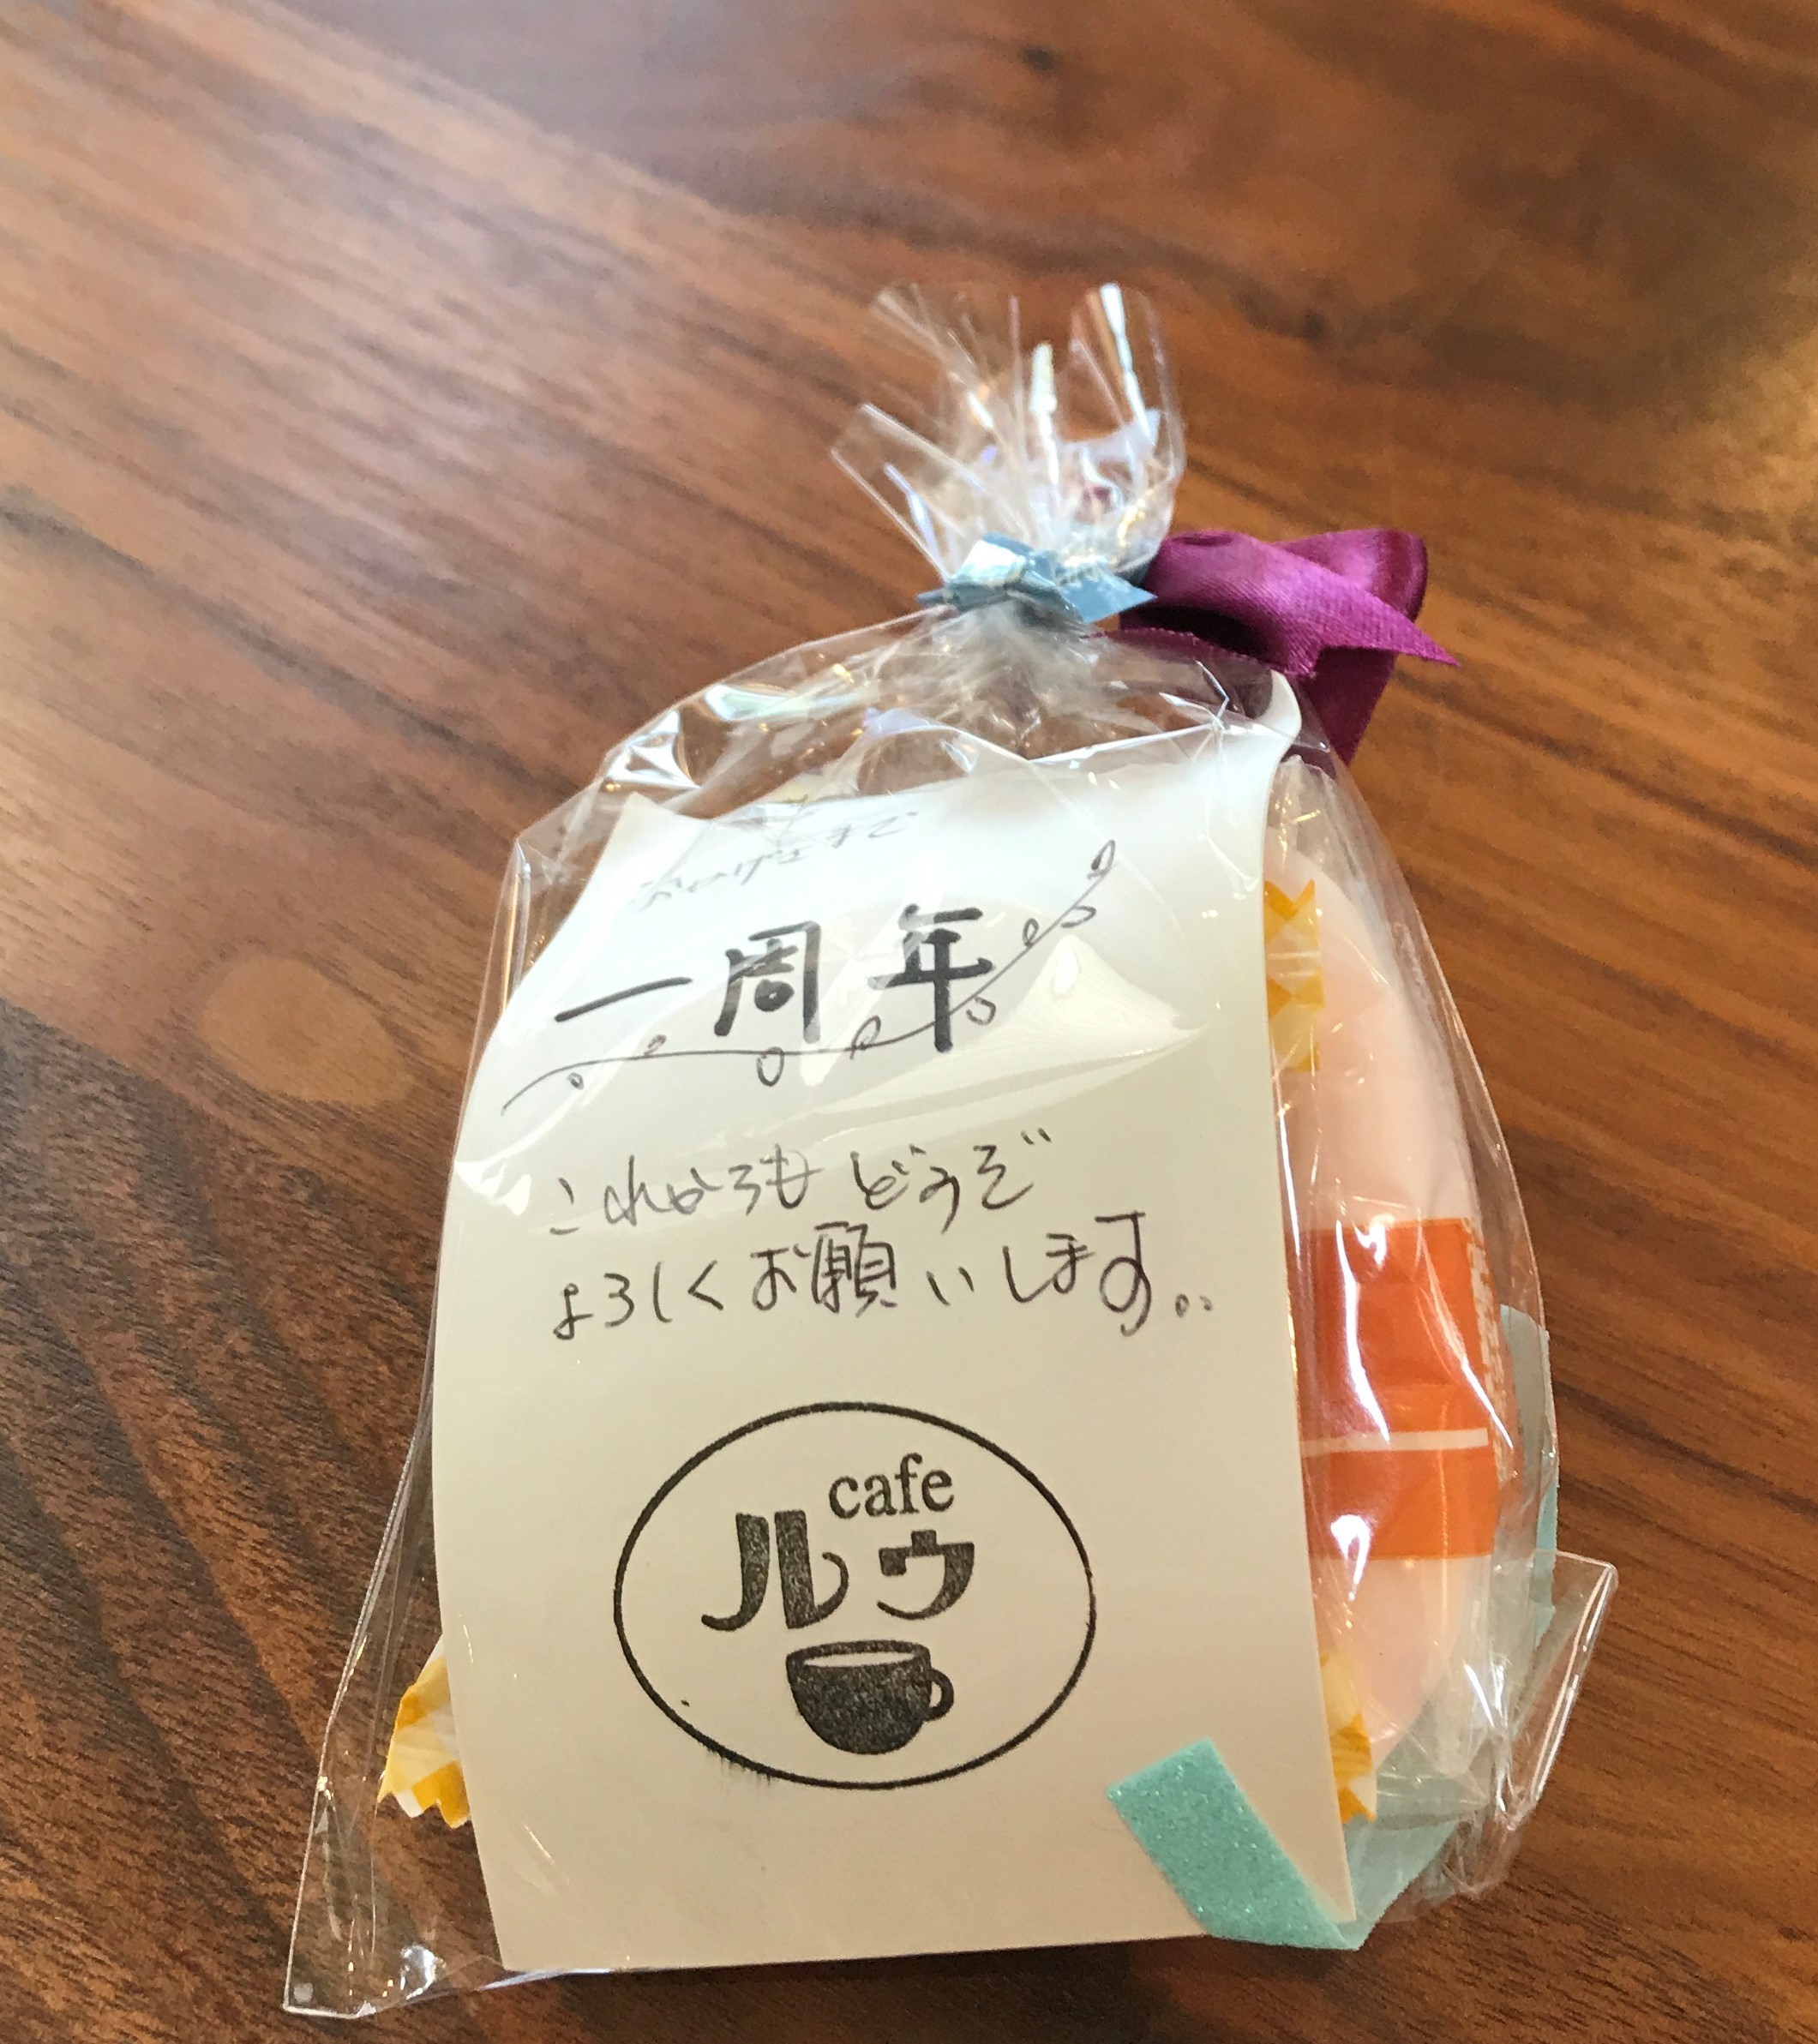 おかげさまで
一周年
これからもどうぞ
よろしくお願いします。。
cafe
ルゥ